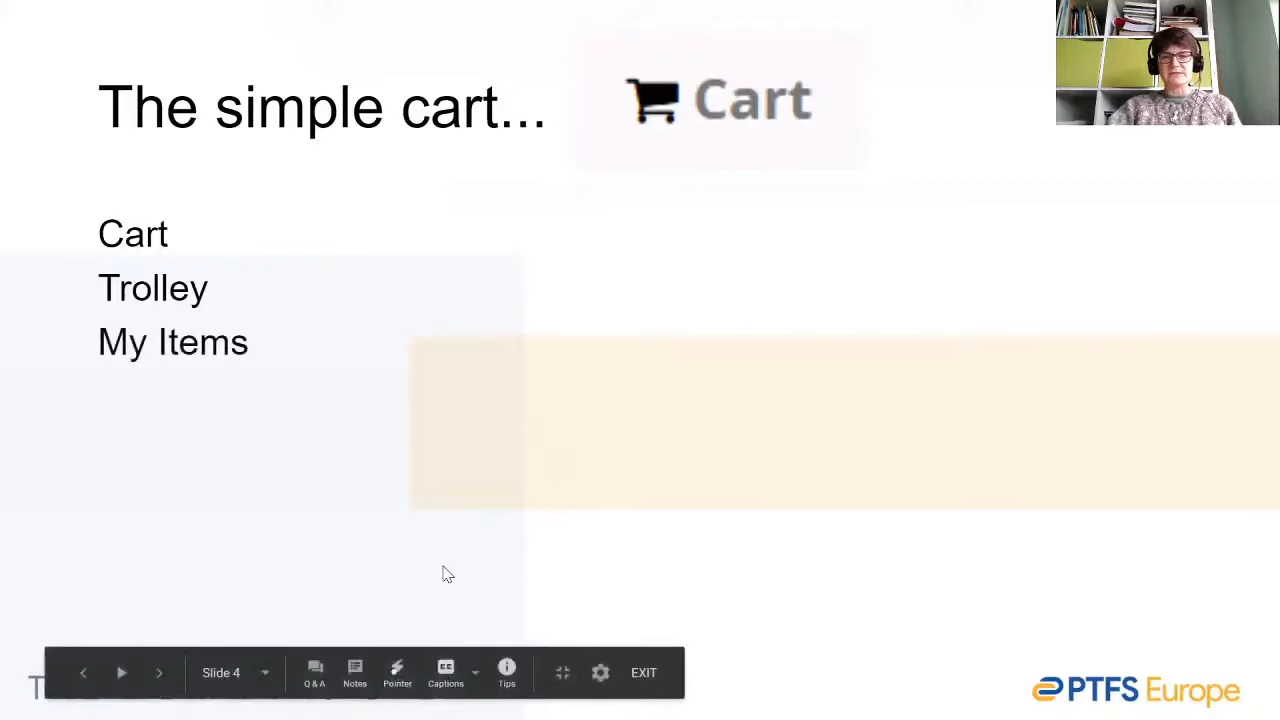 The simple cart...
Cart
Cart
Trolley
My Items
Slide 4
Q & A
Notes
Pointer
Captions
Tips
EXIT
PTFS Europe